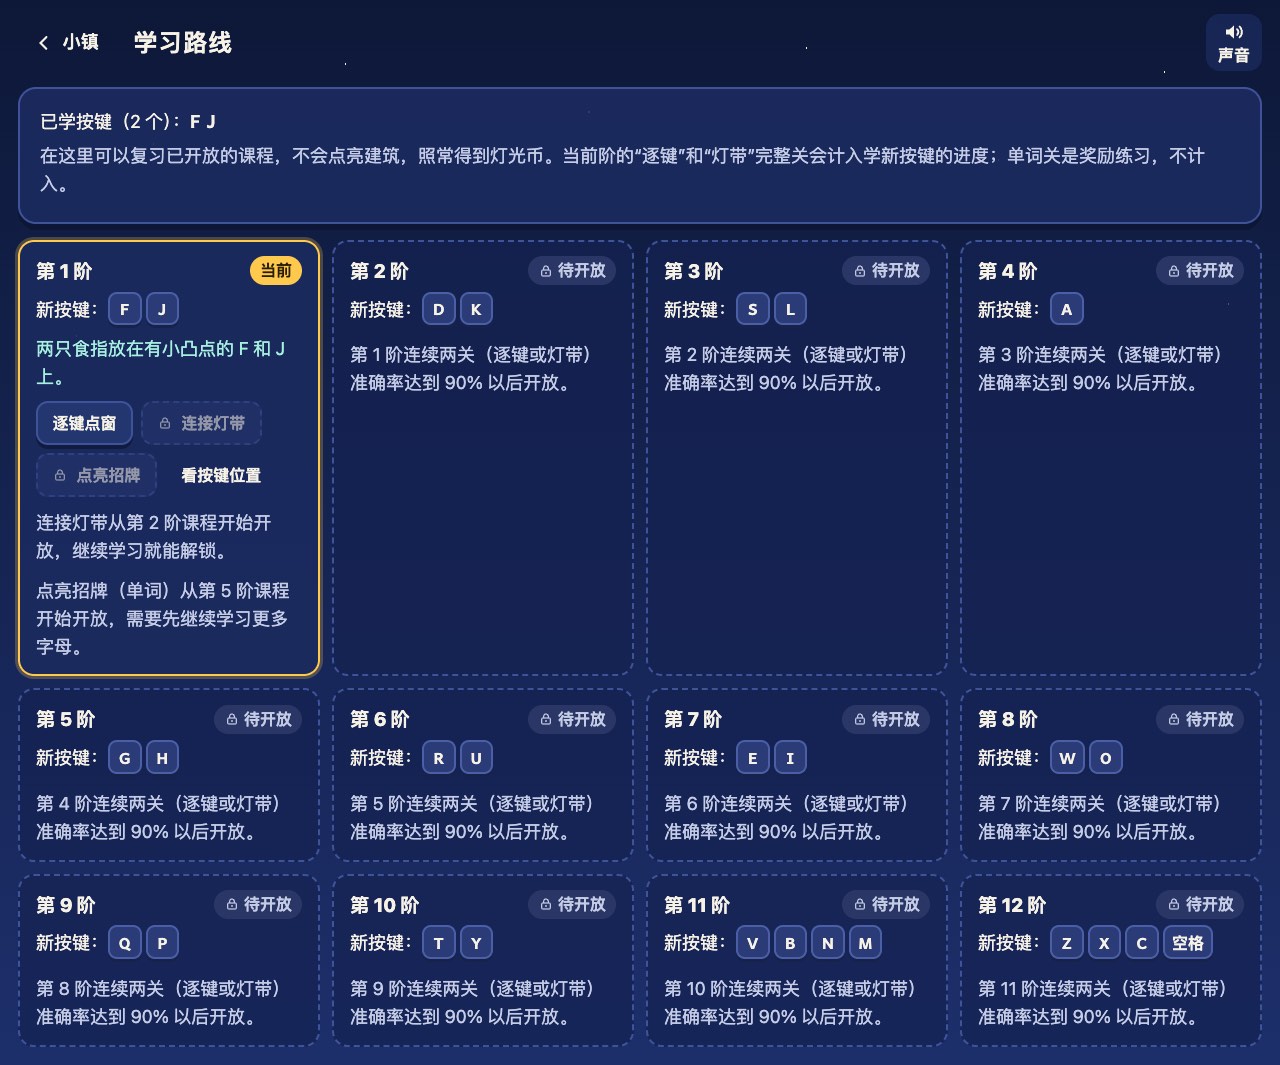 小镇
学习路线
声音
已学按键（2 个）：F J
在这里可以复习已开放的课程，不会点亮建筑，照常得到灯光币。当前阶的“逐键”和“灯带”完整关会计入学新按键的进度；单词关是奖励练习，不计
入。
第 1 阶
当前
新按键： F J
两只食指放在有小凸点的 F 和 J
上。
逐键点窗
连接灯带
点亮招牌
看按键位置
连接灯带从第 2 阶课程开始开
放，继续学习就能解锁。
点亮招牌（单词）从第 5 阶课程
开始开放，需要先继续学习更多
字母。
第 2 阶
待开放
新按键： D K
第 1 阶连续两关（逐键或灯带）
准确率达到 90% 以后开放。
第 3 阶
待开放
新按键： S L
第 2 阶连续两关（逐键或灯带）
准确率达到 90% 以后开放。
第 4 阶
待开放
新按键： A
第 3 阶连续两关（逐键或灯带）
准确率达到 90% 以后开放。
第 5 阶
待开放
新按键： G H
第 4 阶连续两关（逐键或灯带）
准确率达到 90% 以后开放。
第 6 阶
待开放
新按键： R U
第 5 阶连续两关（逐键或灯带）
准确率达到 90% 以后开放。
第 7 阶
待开放
新按键： E I
第 6 阶连续两关（逐键或灯带）
准确率达到 90% 以后开放。
第 8 阶
待开放
新按键： W O
第 7 阶连续两关（逐键或灯带）
准确率达到 90% 以后开放。
第 9 阶
待开放
新按键： Q P
第 8 阶连续两关（逐键或灯带）
准确率达到 90% 以后开放。
第 10 阶
待开放
新按键： T Y
第 9 阶连续两关（逐键或灯带）
准确率达到 90% 以后开放。
第 11 阶
待开放
新按键： V B N M
第 10 阶连续两关（逐键或灯带）
准确率达到 90% 以后开放。
第 12 阶
待开放
新按键： Z X C 空格
第 11 阶连续两关（逐键或灯带）
准确率达到 90% 以后开放。